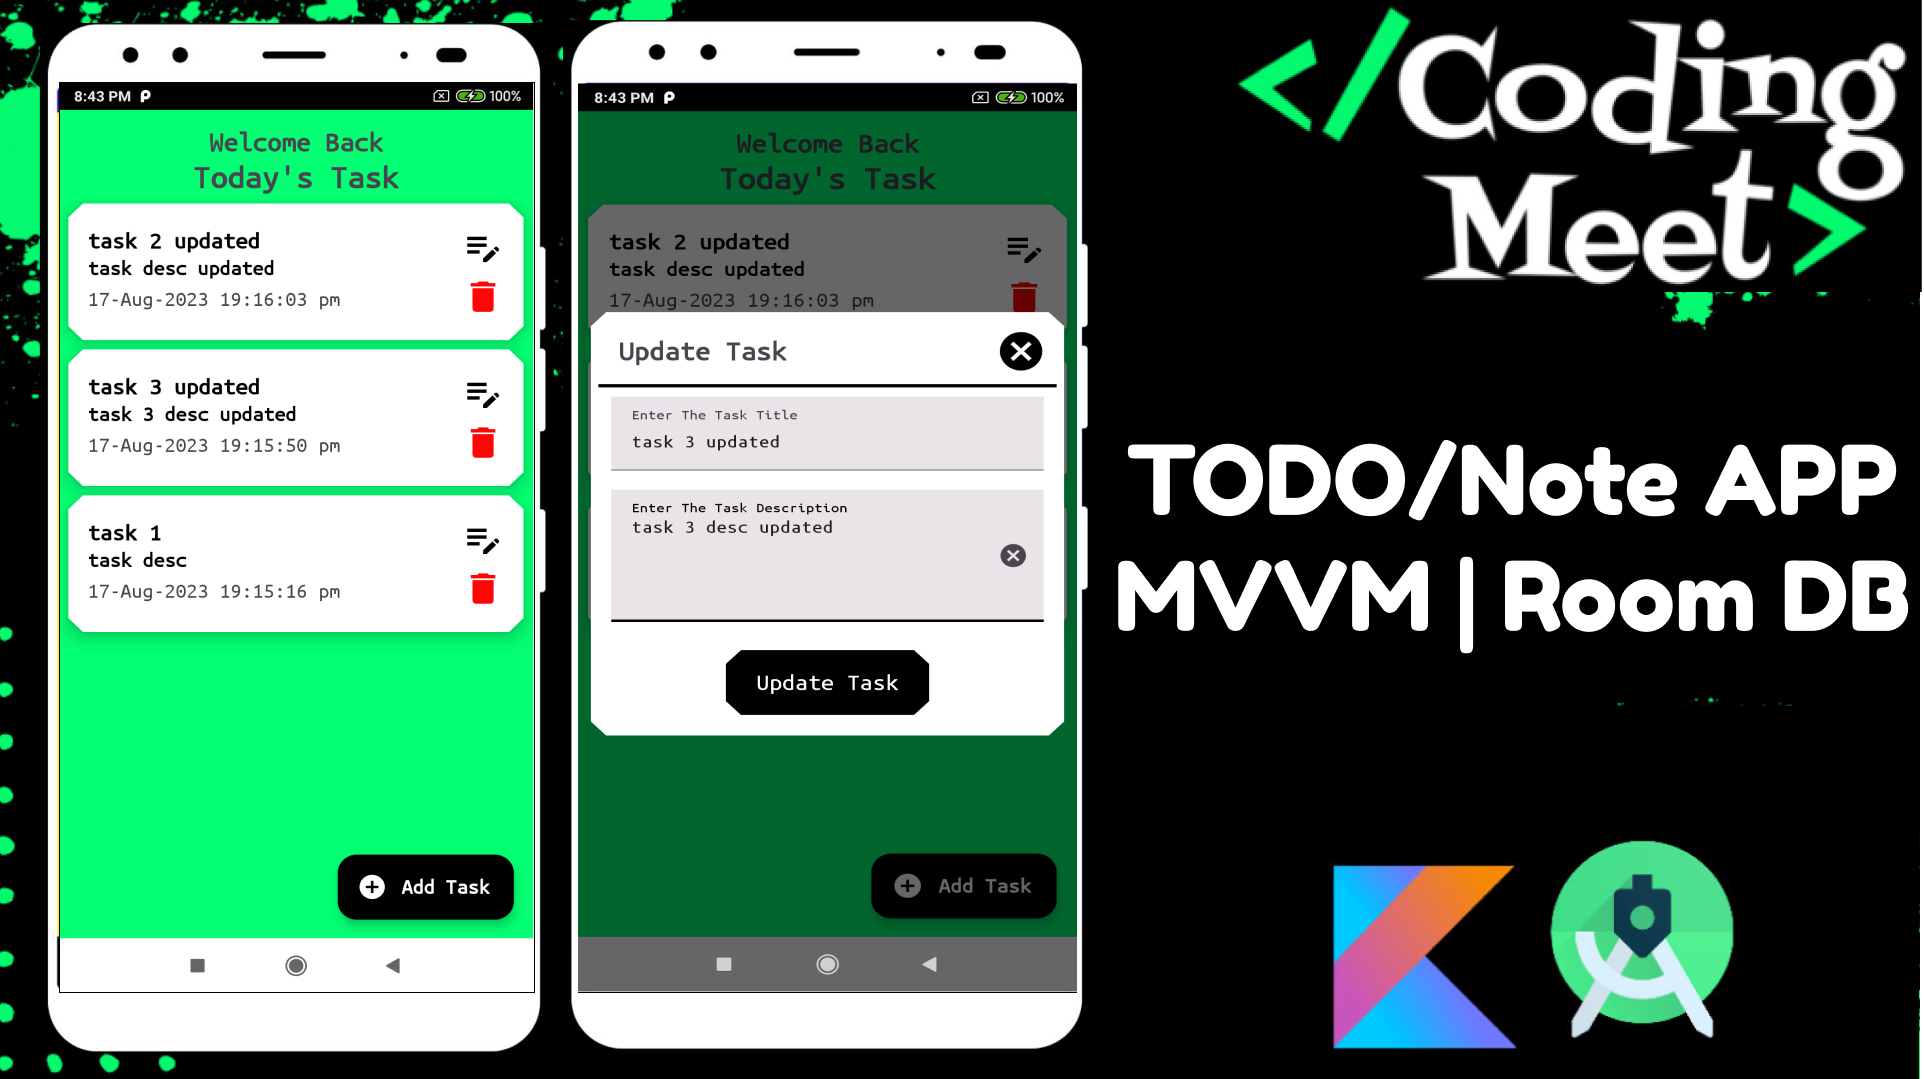 8:43 PM
100%
Welcome Back
Today's Task
task 2 updated
task desc updated
17-Aug-2023 19:16:03 pm
task 3 updated
task 3 desc updated
17-Aug-2023 19:15:50 pm
task 1
task desc
17-Aug-2023 19:15:16 pm
Add Task
8:43 PM
100%
Welcome Back
Today's Task
task 2 updated
task desc updated
17-Aug-2023 19:16:03 pm
Update Task
Enter The Task Title
task 3 updated
Enter The Task Description
task 3 desc updated
Update Task
Add Task
</Coding
Meet>
TODO/Note APP
MVVM | Room DB